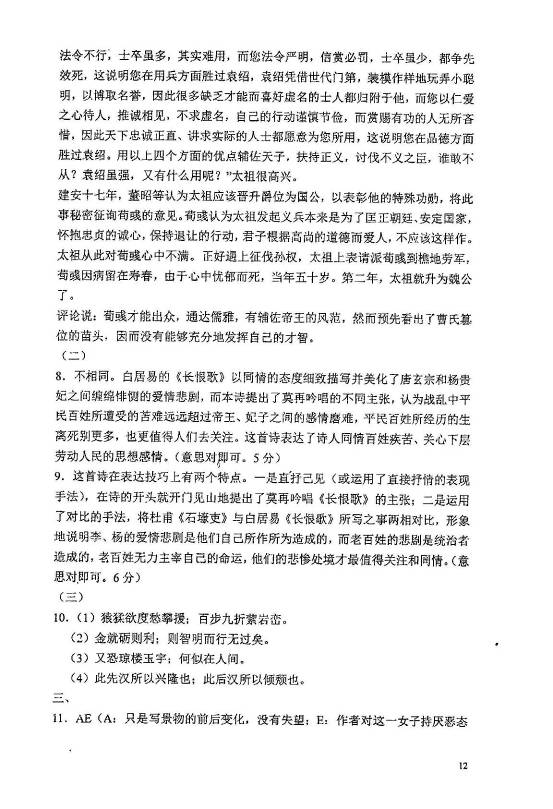 法令不行，士卒虽多，其实难用，而您法令严明，信赏必罚，士卒虽少，都争先
效死，这说明您在用兵方面胜过袁绍，袁绍凭借世代门第，装模作样地玩弄小聪
明，以博取名誉，因此很多缺乏才能而喜好虚名的士人都归附于他，而您以仁爱
之心待人，推诚相见，不求虚名，自己的行动谨慎节俭，而赏赐有功的人无所吝
惜，因此天下忠诚正直、讲求实际的人士都愿意为您所用，这说明您在品德方面
胜过袁绍。用以上四个方面的优点辅佐天子，扶持正义，讨伐不义之臣，谁敢不
从？袁绍虽强，又有什么用呢？”太祖很高兴。
建安十七年，董昭等认为太祖应该晋升爵位为国公，以表彰他的特殊功勋，将此
事秘密征询荀彧的意见。荀彧认为太祖发起义兵本来是为了匡正朝廷、安定国家，
怀抱忠贞的诚心，保持退让的行动，君子根据高尚的道德而爱人，不应该这样作。
太祖从此对荀彧心中不满。正好遇上征伐孙权，太祖上表请派荀彧到樵地劳军，
荀彧因病留在寿春，由于心中忧郁而死，当年五十岁。第二年，太祖就升为魏公
了。
评论说：荀彧才能出众，通达儒雅，有辅佐帝王的风范，然而预先看出了曹氏篡
位的苗头，因而没有能够充分地发挥自己的才智。
（二）
8．不相同。白居易的《长恨歌》以同情的态度细致描写并美化了唐玄宗和杨贵
妃之间缠绵悱恻的爱情悲剧，而本诗提出了莫再吟唱的不同主张，认为战乱中平
民百姓所遭受的苦难远远超过帝王、妃子之间的感情磨难，平民百姓所经历的生
离死别更多，也更值得人们去关注。这首诗表达了诗人同情百姓疾苦、关心下层
劳动人民的思想感情。（意思对即可。5 分）
9．这首诗在表达技巧上有两个特点。一是直抒己见（或运用了直接抒情的表现
手法），在诗的开头就开门见山地提出了莫再吟唱《长恨歌》的主张；二是运用
了对比的手法，将杜甫《石壕吏》与白居易《长恨歌》所写之事两相对比，形象
地说明李、杨的爱情悲剧是他们自己所作所为造成的，而老百姓的悲剧是统治者
造成的，老百姓无力主宰自己的命运，他们的悲惨处境才最值得关注和同情。（意
思对即可。6 分）
（三）
10．（1）猿猱欲度愁攀援；百步九折萦岩峦。
（2）金就砺则利；则智明而行无过矣。
（3）又恐琼楼玉宇；何似在人间。
（4）此先汉所以兴隆也；此后汉所以倾颓也。
三、
11．AE（A：只是写景物的前后变化，没有失望；E：作者对这一女子持厌恶态
12